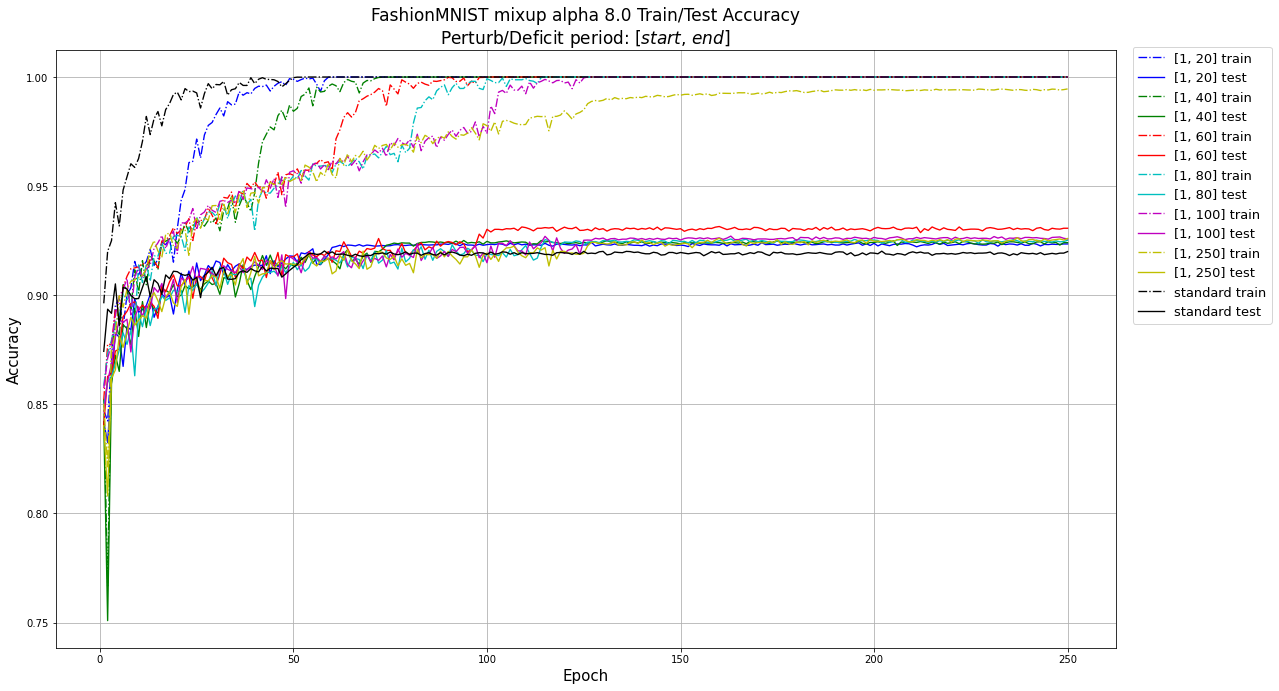 FashionMNIST mixup alpha 8.0 Train/Test Accuracy
Perturb/Deficit period: [start, end]
1.00
0.95
0.90
0.85
0.80
0.75
Accuracy
0
50
100
150
200
250
Epoch
[1, 20] train
[1, 20] test
[1, 40] train
[1, 40] test
[1, 60] train
[1, 60] test
[1, 80] train
[1, 80] test
[1, 100] train
[1, 100] test
[1, 250] train
[1, 250] test
standard train
standard test